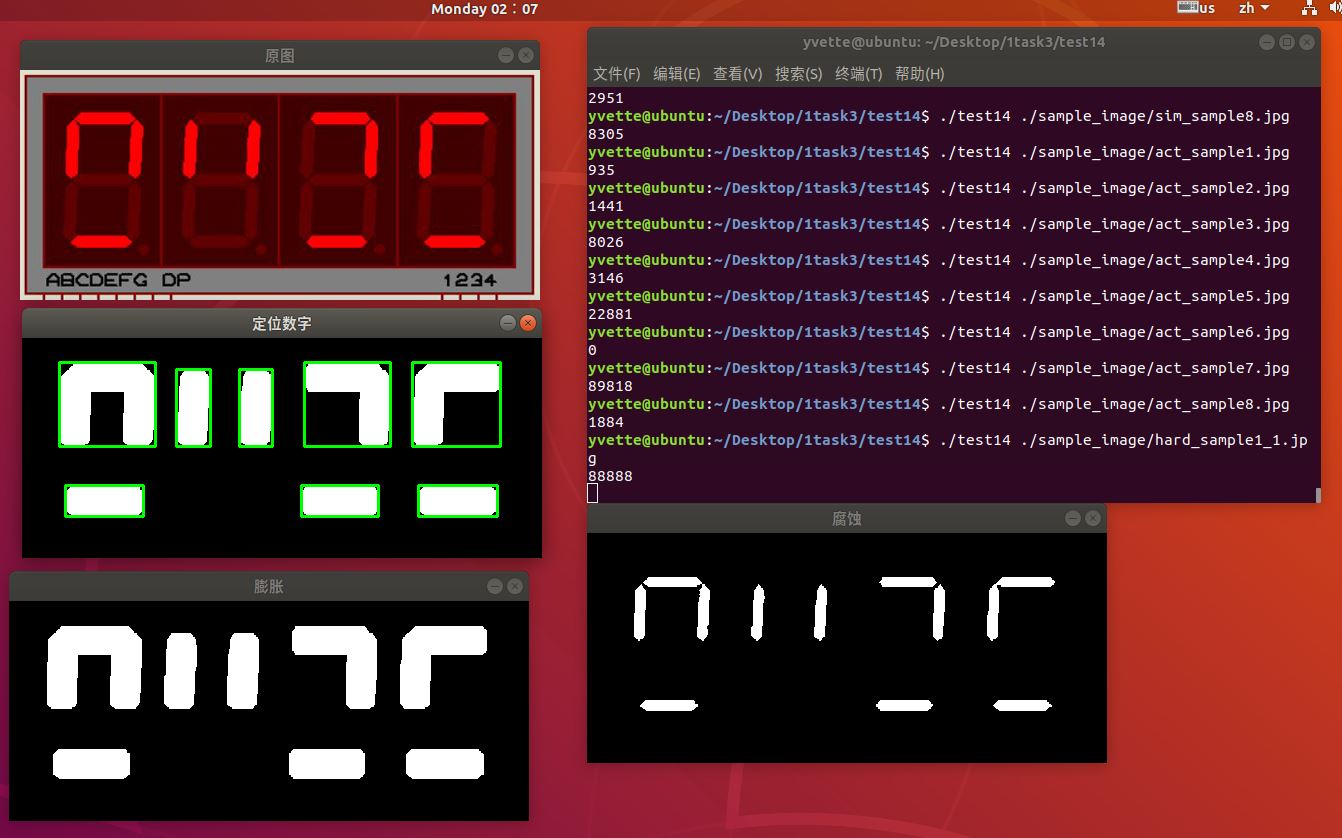 Monday 02：07
us
zh
原图
ABCDEFG DP
1234
定位数字
膨胀
yvette@ubuntu: ~/Desktop/1task3/test14
文件(F) 编辑(E) 查看(V) 搜索(S) 终端(T) 帮助(H)
2951
yvette@ubuntu:~/Desktop/1task3/test14$ ./test14 ./sample_image/sim_sample8.jpg
8305
yvette@ubuntu:~/Desktop/1task3/test14$ ./test14 ./sample_image/act_sample1.jpg
935
yvette@ubuntu:~/Desktop/1task3/test14$ ./test14 ./sample_image/act_sample2.jpg
1441
yvette@ubuntu:~/Desktop/1task3/test14$ ./test14 ./sample_image/act_sample3.jpg
8026
yvette@ubuntu:~/Desktop/1task3/test14$ ./test14 ./sample_image/act_sample4.jpg
3146
yvette@ubuntu:~/Desktop/1task3/test14$ ./test14 ./sample_image/act_sample5.jpg
22881
yvette@ubuntu:~/Desktop/1task3/test14$ ./test14 ./sample_image/act_sample6.jpg
0
yvette@ubuntu:~/Desktop/1task3/test14$ ./test14 ./sample_image/act_sample7.jpg
89818
yvette@ubuntu:~/Desktop/1task3/test14$ ./test14 ./sample_image/act_sample8.jpg
1884
yvette@ubuntu:~/Desktop/1task3/test14$ ./test14 ./sample_image/hard_sample1_1.jp
g
88888
腐蚀